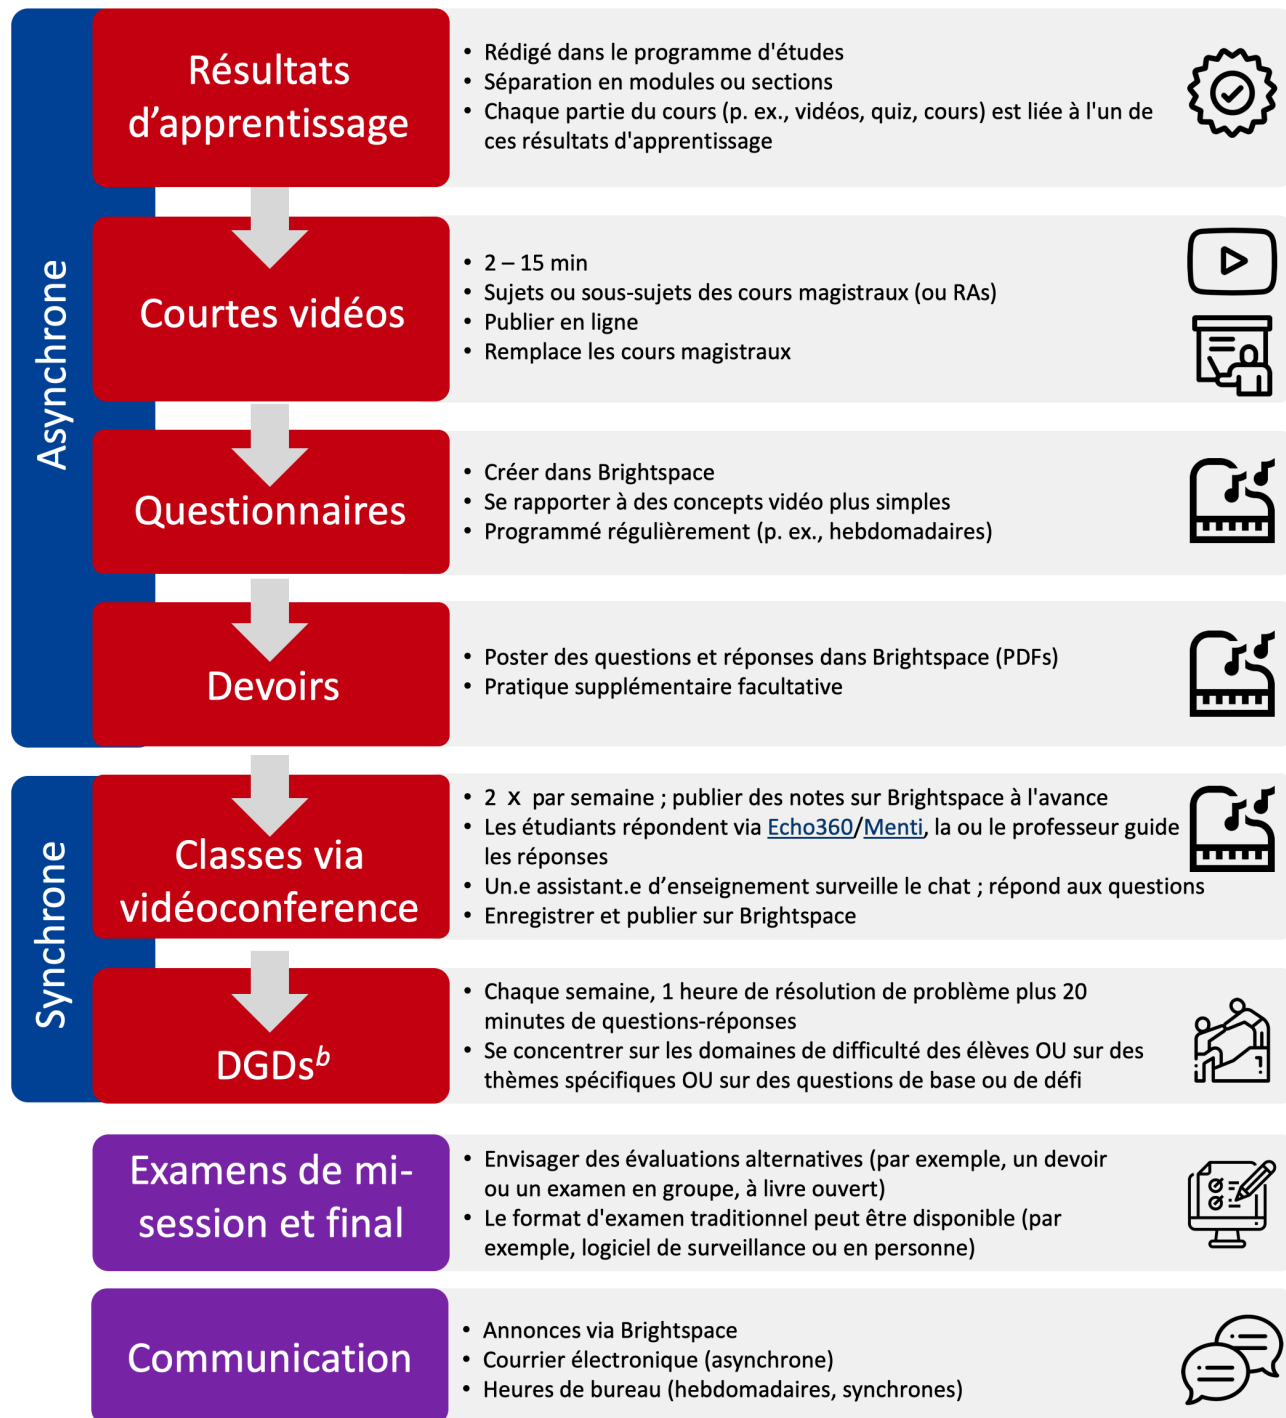 Asynchrone
Résultats
d’apprentissage
• Rédigé dans le programme d'études
• Séparation en modules ou sections
• Chaque partie du cours (p. ex., vidéos, quiz, cours) est liée à l'un de
ces résultats d'apprentissage
Courtes vidéos
• 2 – 15 min
• Sujets ou sous-sujets des cours magistraux (ou RAs)
• Publier en ligne
• Remplace les cours magistraux
Questionnaires
• Créer dans Brightspace
• Se rapporter à des concepts vidéo plus simples
• Programmé régulièrement (p. ex., hebdomadaires)
Devoirs
• Poster des questions et réponses dans Brightspace (PDFs)
• Pratique supplémentaire facultative
Synchrone
Classes via
vidéoconference
• 2 x par semaine ; publier des notes sur Brightspace à l'avance
• Les étudiants répondent via Echo360/Menti, la ou le professeur guide
les réponses
• Un.e assistant.e d’enseignement surveille le chat ; répond aux questions
• Enregistrer et publier sur Brightspace
DGDsᵇ
• Chaque semaine, 1 heure de résolution de problème plus 20
minutes de questions-réponses
• Se concentrer sur les domaines de difficulté des élèves OU sur des
thèmes spécifiques OU sur des questions de base ou de défi
Examens de mi-
session et final
• Envisager des évaluations alternatives (par exemple, un devoir
ou un examen en groupe, à livre ouvert)
• Le format d'examen traditionnel peut être disponible (par
exemple, logiciel de surveillance ou en personne)
Communication
• Annonces via Brightspace
• Courrier électronique (asynchrone)
• Heures de bureau (hebdomadaires, synchrones)